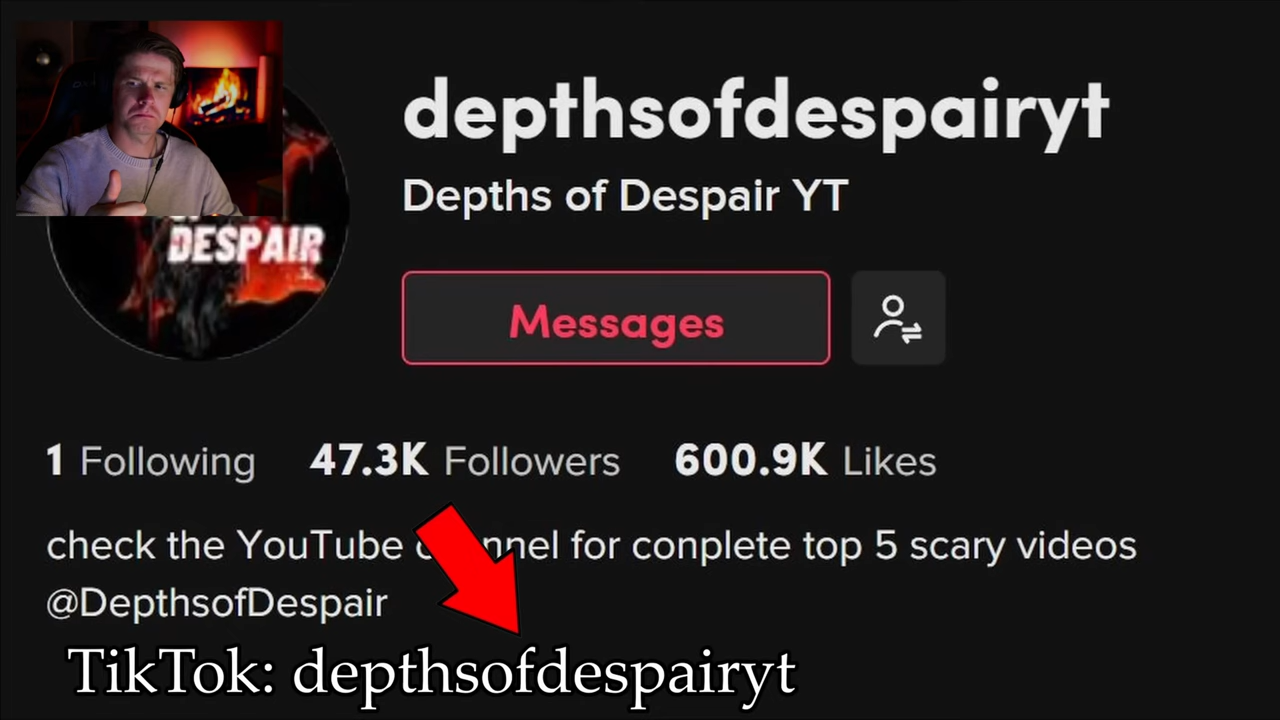 depthsofdespairyt
Depths of Despair YT
DESPAIR
Messages
1 Following 47.3K Followers 600.9K Likes
check the YouTube for conplete top 5 scary videos
@DepthsofDespair
TikTok: depthsofdespairyt